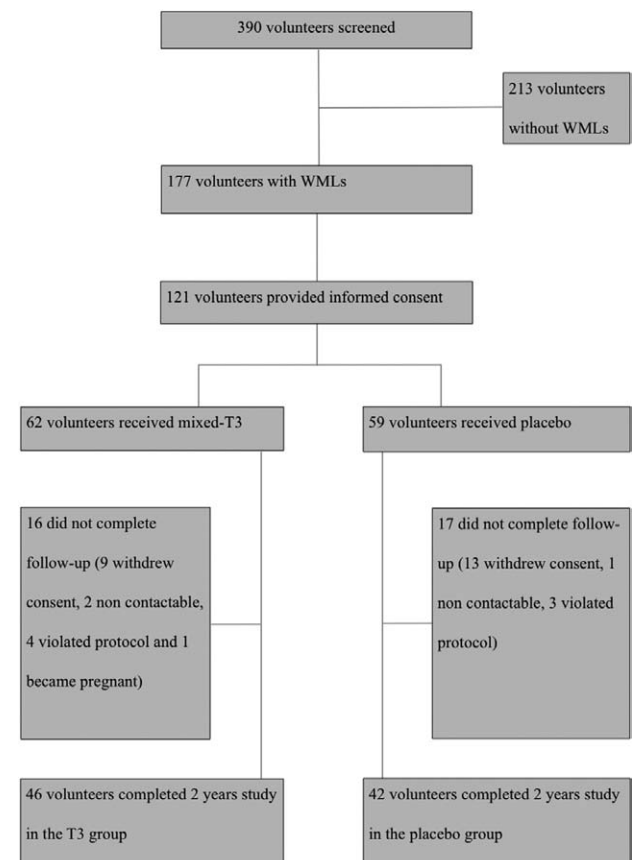 390 volunteers screened
213 volunteers
without WMLs
177 volunteers with WMLs
121 volunteers provided informed consent
62 volunteers received mixed-T3
59 volunteers received placebo
16 did not complete
follow-up (9 withdrew
consent, 2 non contactable,
4 violated protocol and 1
became pregnant)
17 did not complete follow-
up (13 withdrew consent, 1
non contactable, 3 violated
protocol)
46 volunteers completed 2 years study
in the T3 group
42 volunteers completed 2 years study
in the placebo group